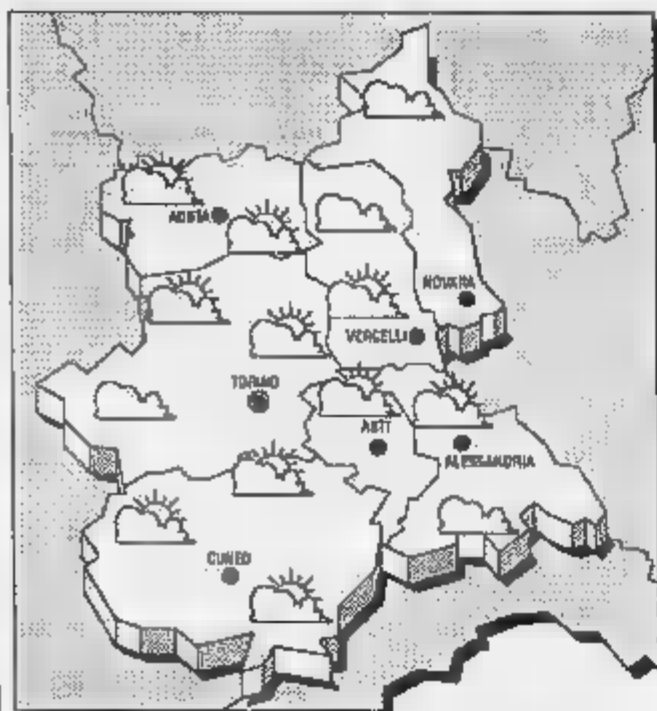 AOSTA
NOVARA
VERCELLI
TORINO
ASTI
ALESSANDRIA
CUNEO